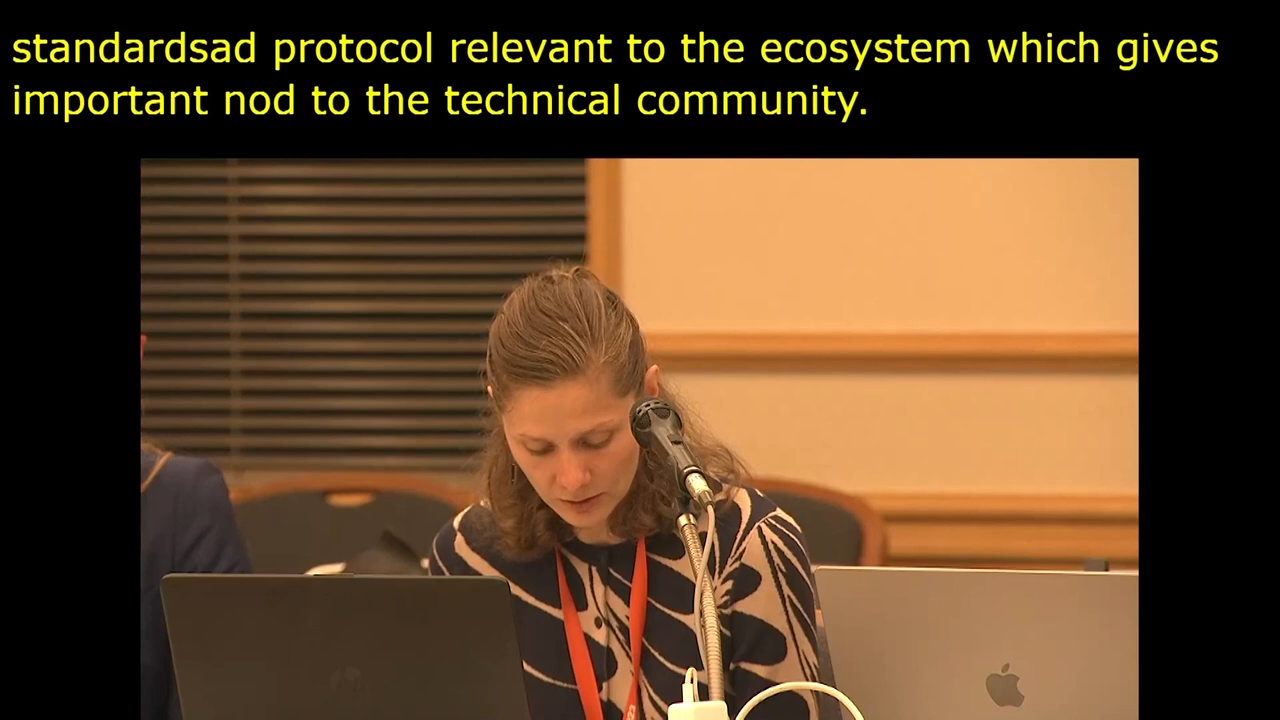 standardsad protocol relevant to the ecosystem which gives
important nod to the technical community.